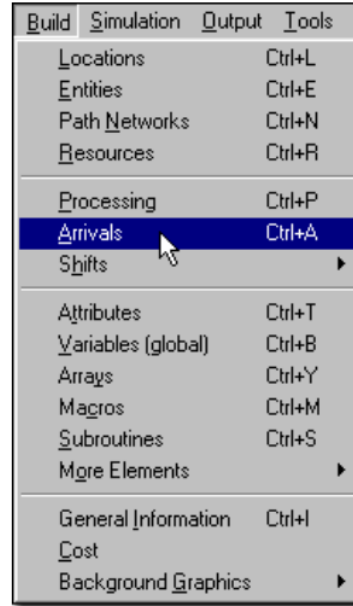 Build Simulation Output Tools
Locations Ctrl+L
Entities Ctrl+E
Path Networks Ctrl+N
Resources Ctrl+R
Processing Ctrl+P
Arrivals Ctrl+A
Shifts
Attributes Ctrl+T
Variables (global) Ctrl+B
Arrays Ctrl+Y
Macros Ctrl+M
Subroutines Ctrl+S
More Elements
General Information Ctrl+I
Cost
Background Graphics